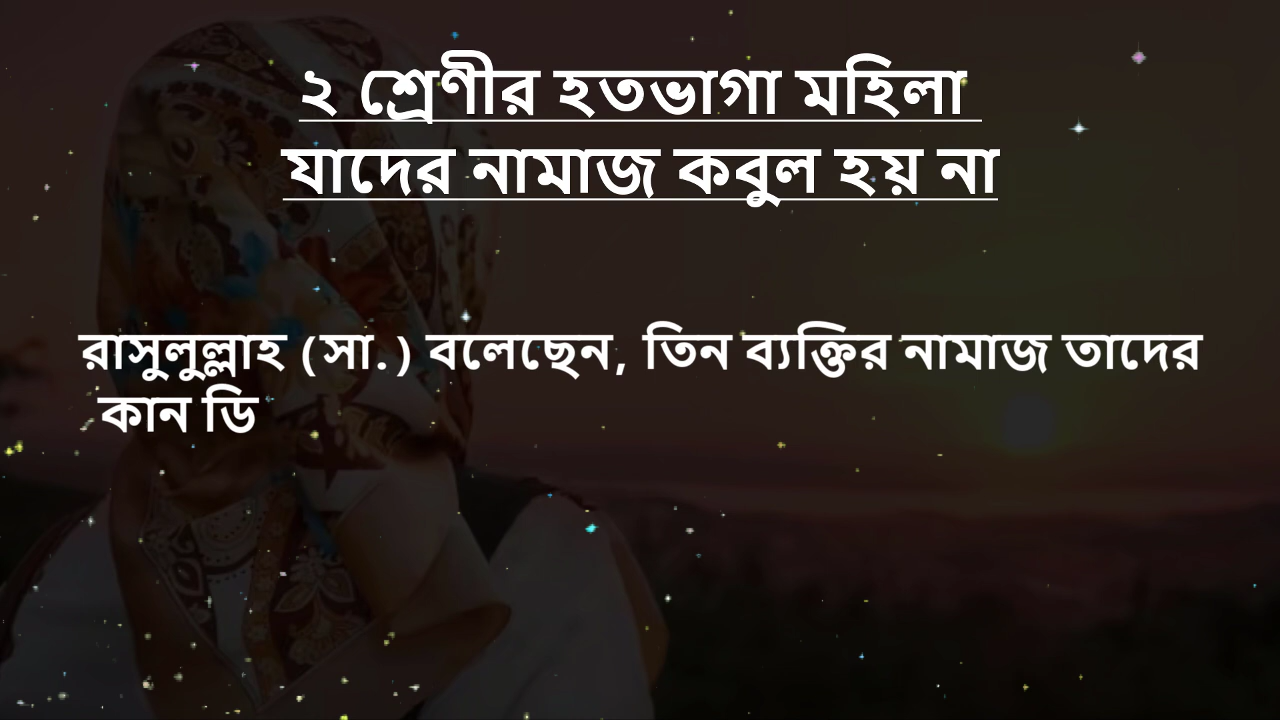 ২ শ্রেণীর হতভাগা মহিলা
যাদের নামাজ কবুল হয় না
রাসুলুল্লাহ (সা.) বলেছেন, তিন ব্যক্তির নামাজ তাদের
কান ডি